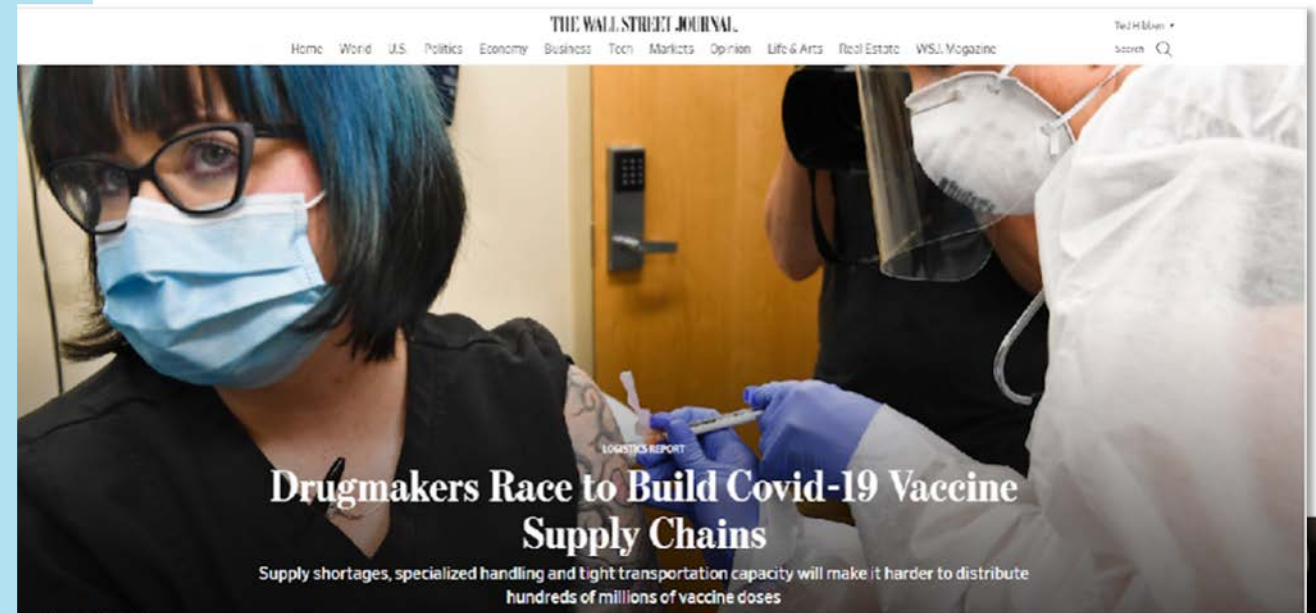 THE WALL STREET JOURNAL.
Ted Hibben
Home World U.S. Politics Economy Business Tech Markets Opinion Life & Arts Real Estate WSJ. Magazine
Search
LOGISTICS REPORT
Drugmakers Race to Build Covid-19 Vaccine
Supply Chains
Supply shortages, specialized handling and tight transportation capacity will make it harder to distribute
hundreds of millions of vaccine doses